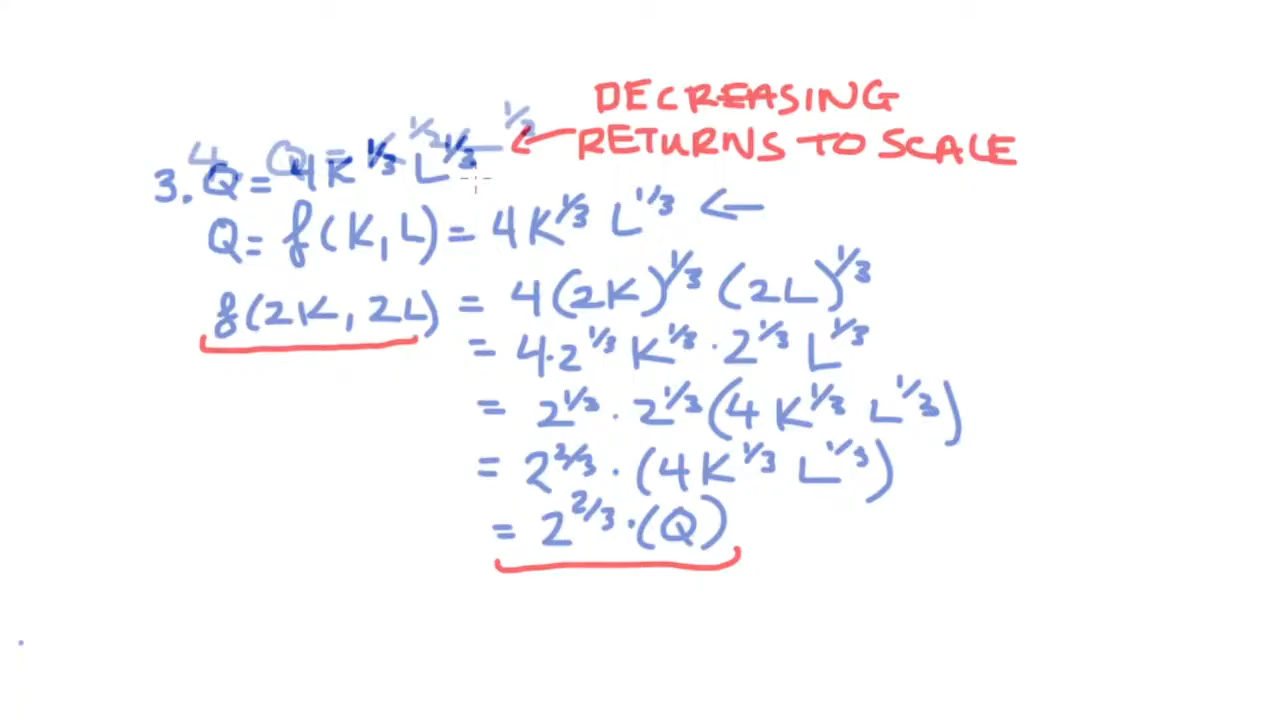 DECREASING
RETURNS TO SCALE
4. Q =
3. Q = 4K^1/3 L^1/3
Q = f(K, L) = 4K^1/3 L^1/3 ←
f(2K, 2L) = 4(2K)^1/3 (2L)^1/3
= 4·2^1/3 K^1/3 · 2^1/3 L^1/3
= 2^1/3 · 2^1/3 (4K^1/3 L^1/3)
= 2^2/3 · (4K^1/3 L^1/3)
= 2^2/3 · (Q)